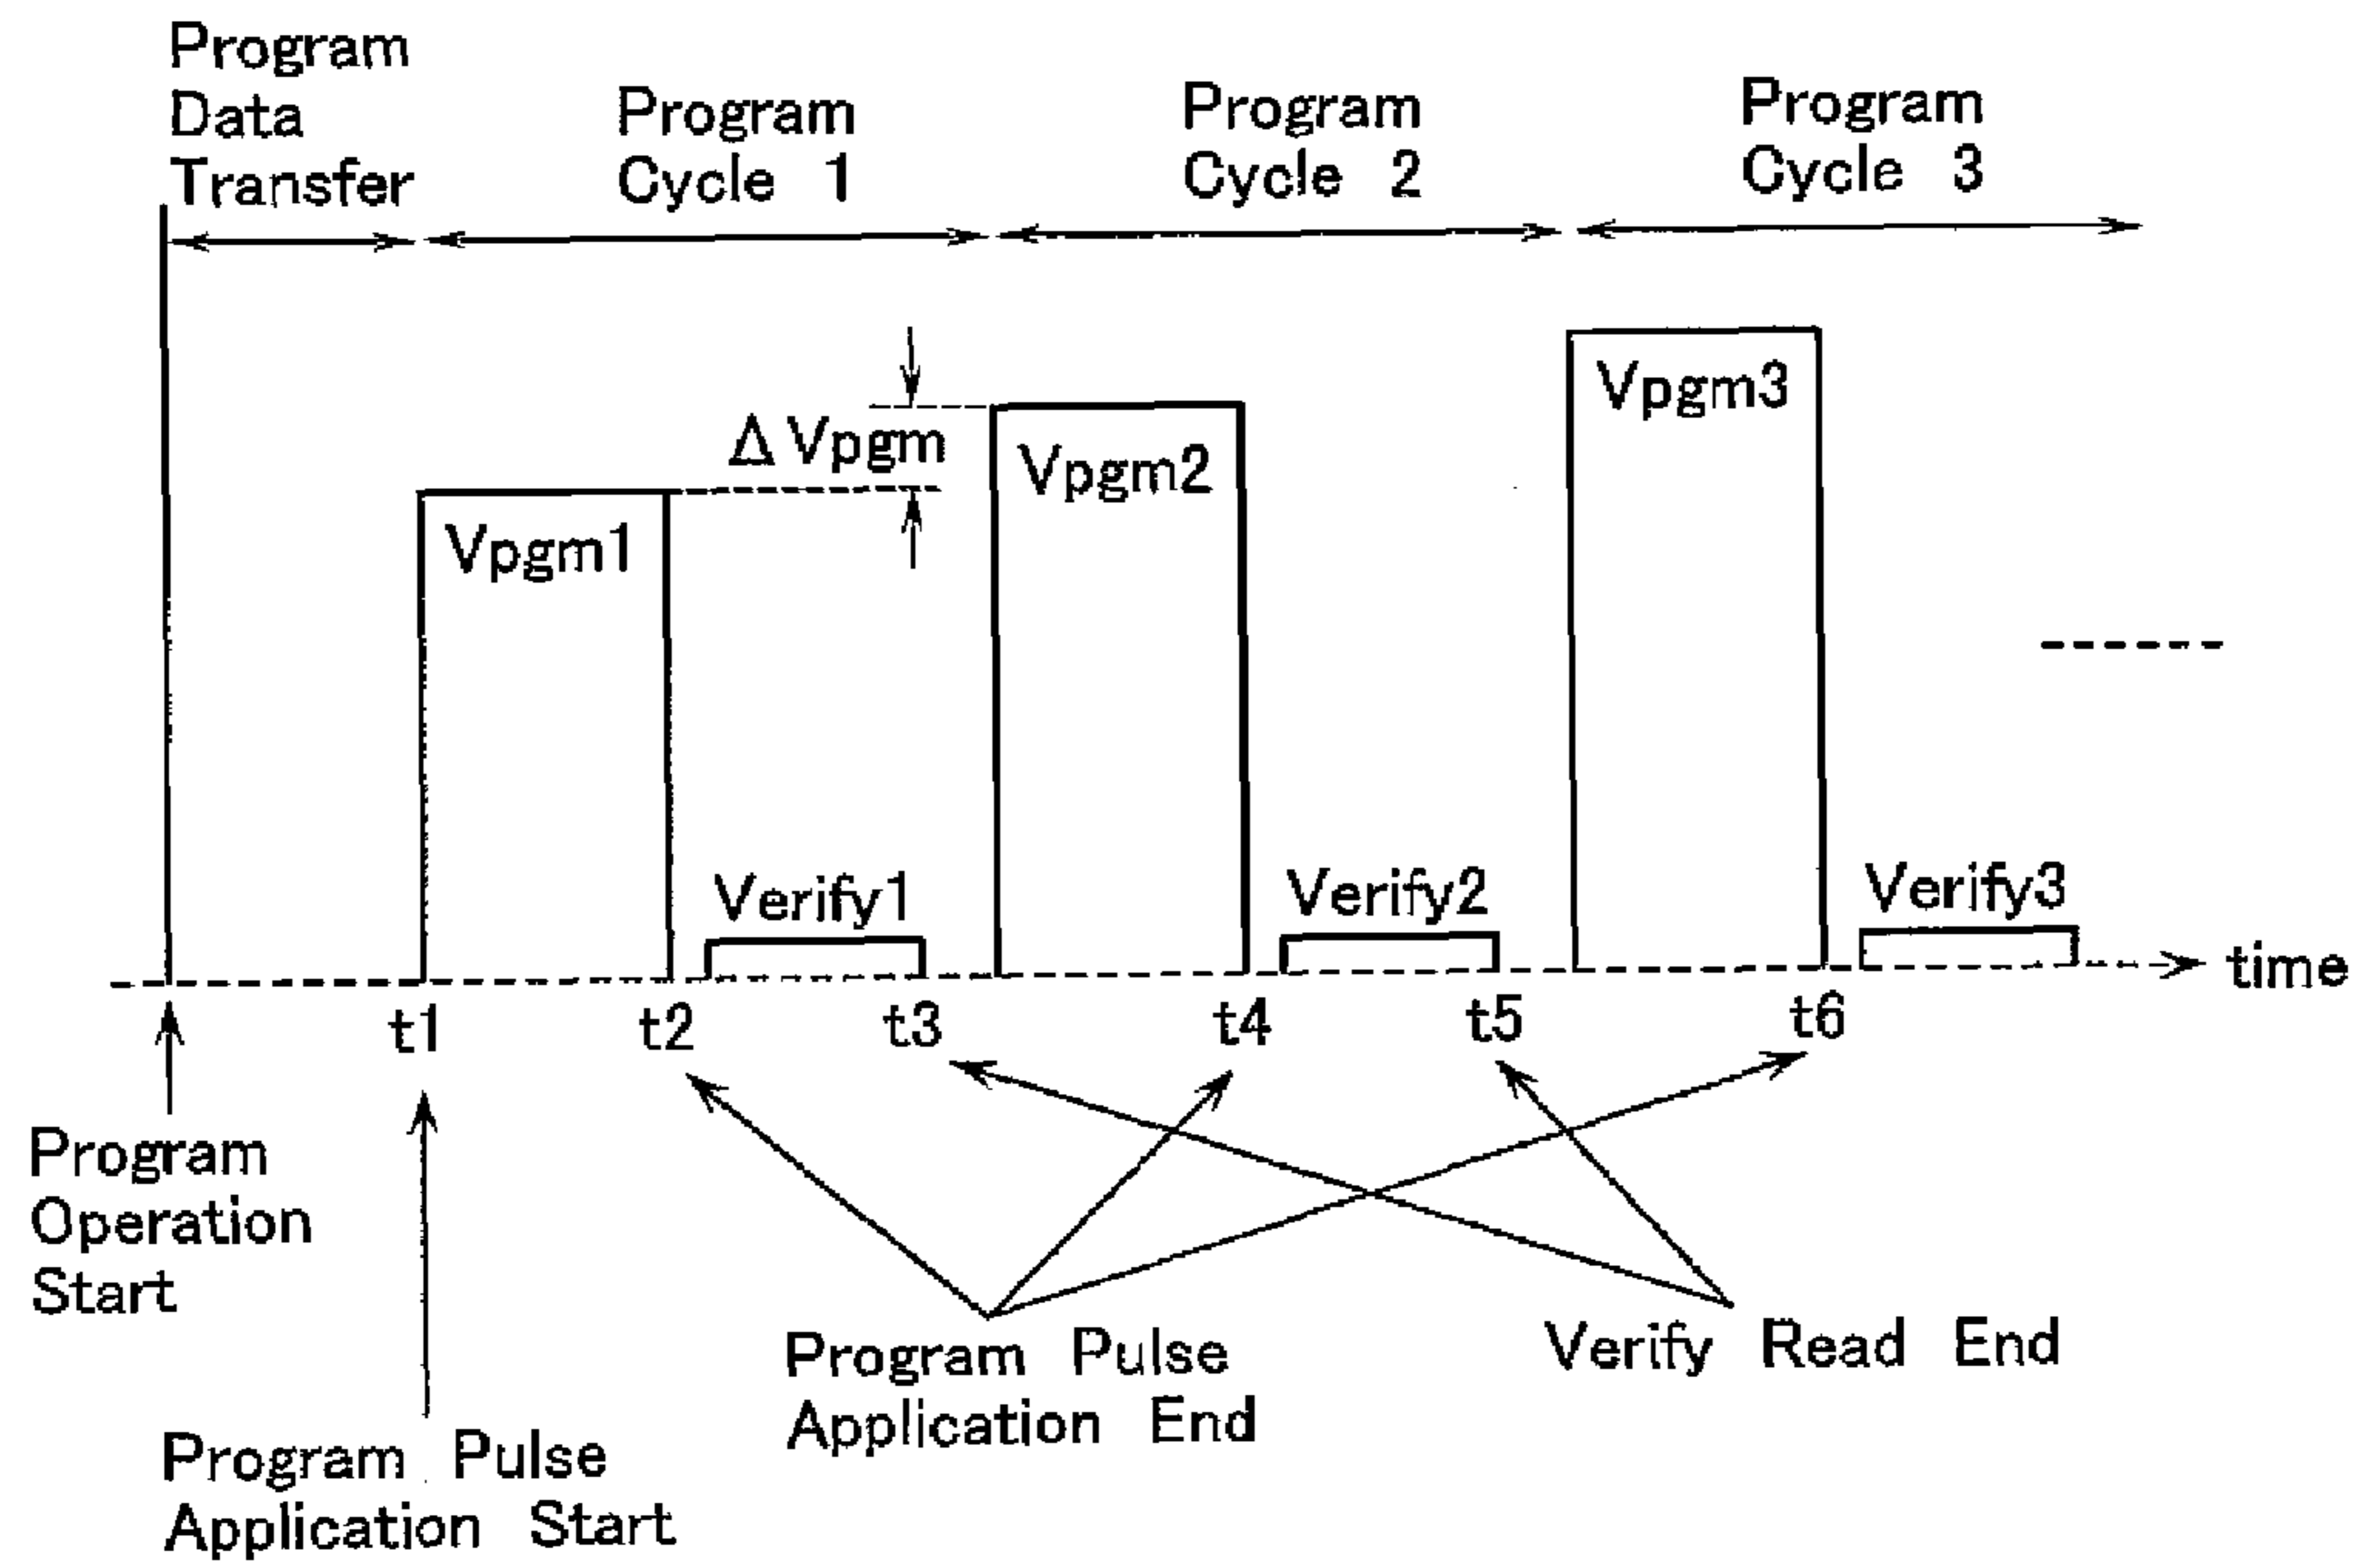 Program
Data
Transfer
Program
Cycle 1
Program
Cycle 2
Program
Cycle 3
Δ Vpgm
Vpgm1
Vpgm2
Vpgm3
Verify1
Verify2
Verify3
time
t1
t2
t3
t4
t5
t6
Program
Operation
Start
Program Pulse
Application Start
Program Pulse
Application End
Verify Read End